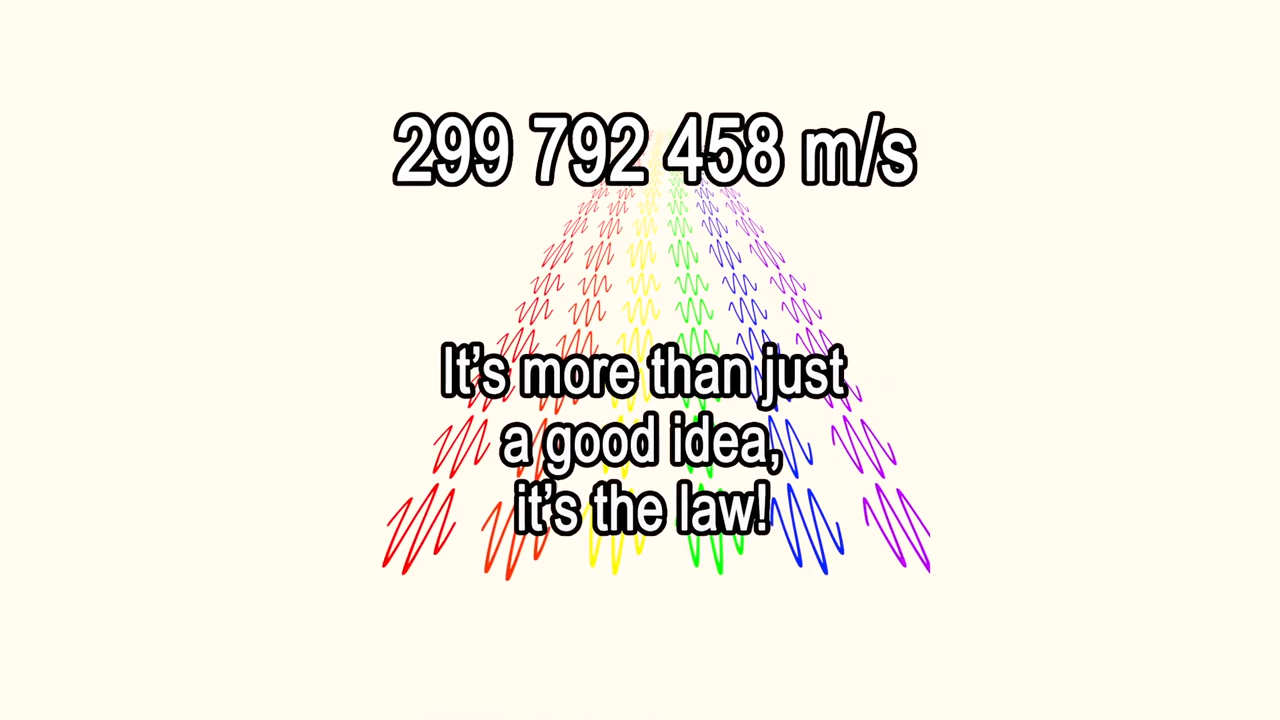 299 792 458 m/s
It's more than just
a good idea,
it's the law!